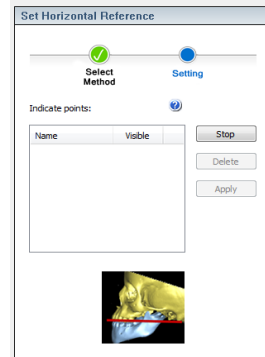 Set Horizontal Reference
Select
Method
Setting
Indicate points:
?
Name Visible
Stop
Delete
Apply